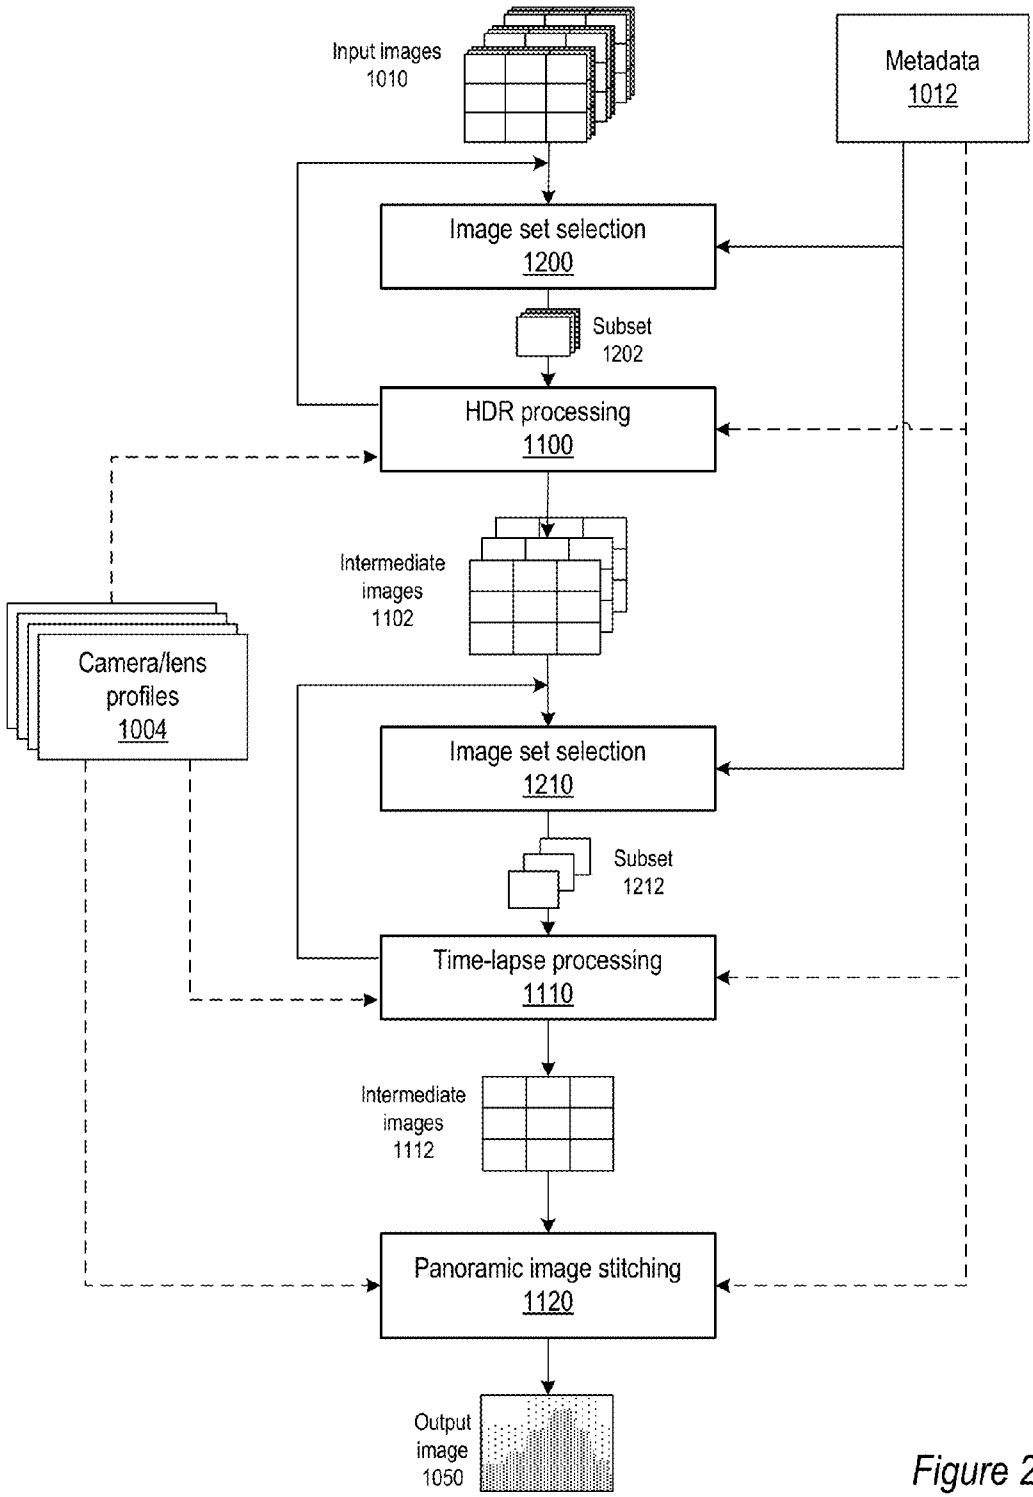 Input images
1010
Metadata
1012
Image set selection
1200
Subset
1202
HDR processing
1100
Intermediate
images
1102
Camera/lens
profiles
1004
Image set selection
1210
Subset
1212
Time-lapse processing
1110
Intermediate
images
1112
Panoramic image stitching
1120
Output
image
1050
Figure 2